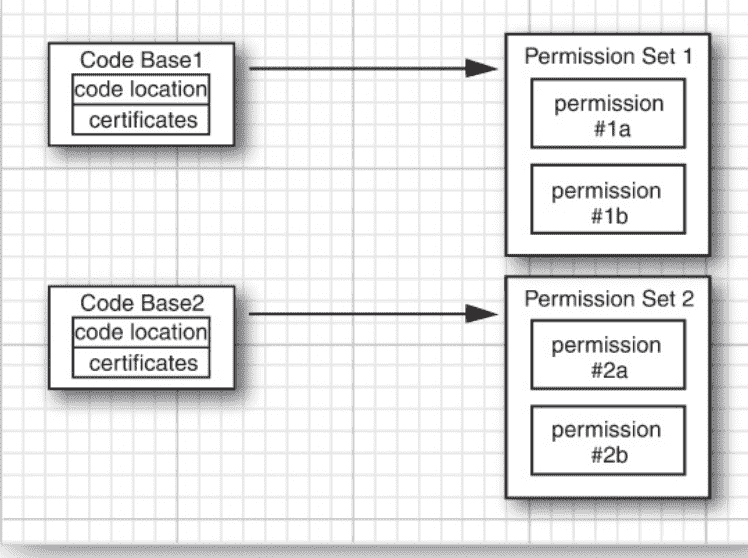 Code Base1
code location
certificates
Permission Set 1
permission
#1a
permission
#1b
Code Base2
code location
certificates
Permission Set 2
permission
#2a
permission
#2b